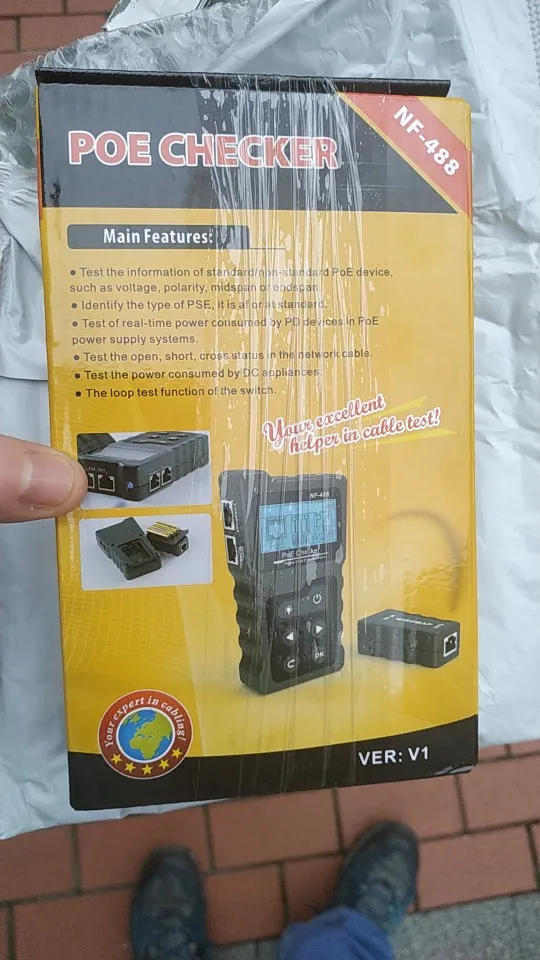 POE CHECKER
NF-488
Main Features:
● Test the information of standard/non-standard PoE device,
such as voltage, polarity, midspan or endspan.
● Identify the type of PSE, it is af or at standard.
● Test of real-time power consumed by PD devices in PoE
power supply systems.
● Test the open, short, cross status in the network cable.
● Test the power consumed by DC appliances.
● The loop test function of the switch.
Your excellent
helper in cable test!
NF-488
PoE Checker
OK
Your expert in cabling!
VER: V1